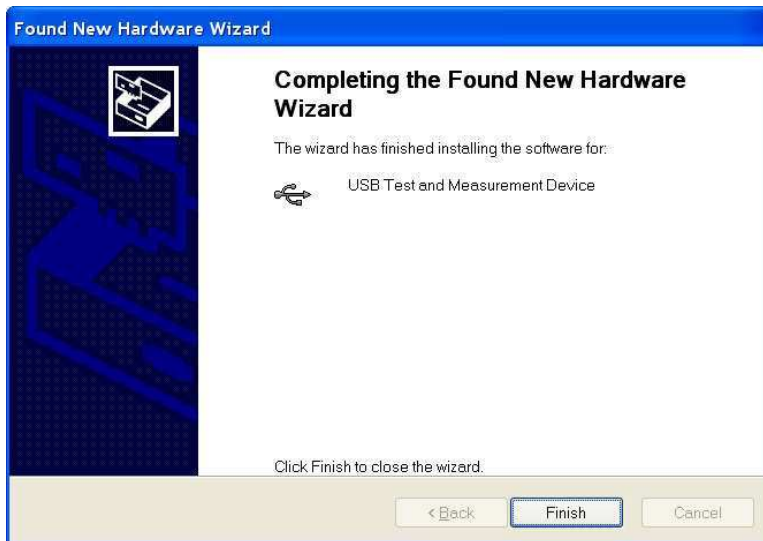 Found New Hardware Wizard
Completing the Found New Hardware
Wizard
The wizard has finished installing the software for:
USB Test and Measurement Device
Click Finish to close the wizard.
< Back
Finish
Cancel